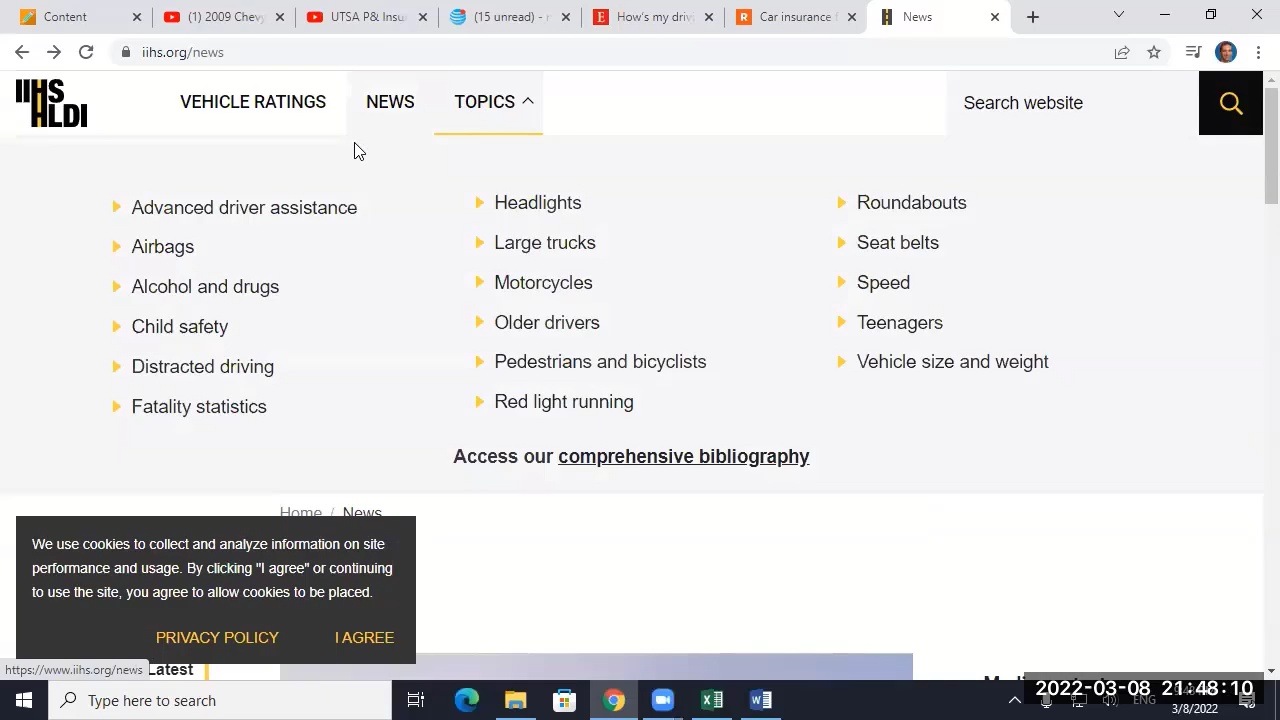 Content
(1) 2009 Chevy
UTSA P& Insu
(15 unread) -
How's my driv
Car insurance f
News
iihs.org/news
IIHS
HLDI
VEHICLE RATINGS
NEWS
TOPICS
Search website
Advanced driver assistance
Airbags
Alcohol and drugs
Child safety
Distracted driving
Fatality statistics
Headlights
Large trucks
Motorcycles
Older drivers
Pedestrians and bicyclists
Red light running
Roundabouts
Seat belts
Speed
Teenagers
Vehicle size and weight
Access our comprehensive bibliography
Home / News
We use cookies to collect and analyze information on site
performance and usage. By clicking "I agree" or continuing
to use the site, you agree to allow cookies to be placed.
PRIVACY POLICY
I AGREE
https://www.iihs.org/news
Latest
2022-03-08 21:48:10
Type here to search
ENG
3/8/2022